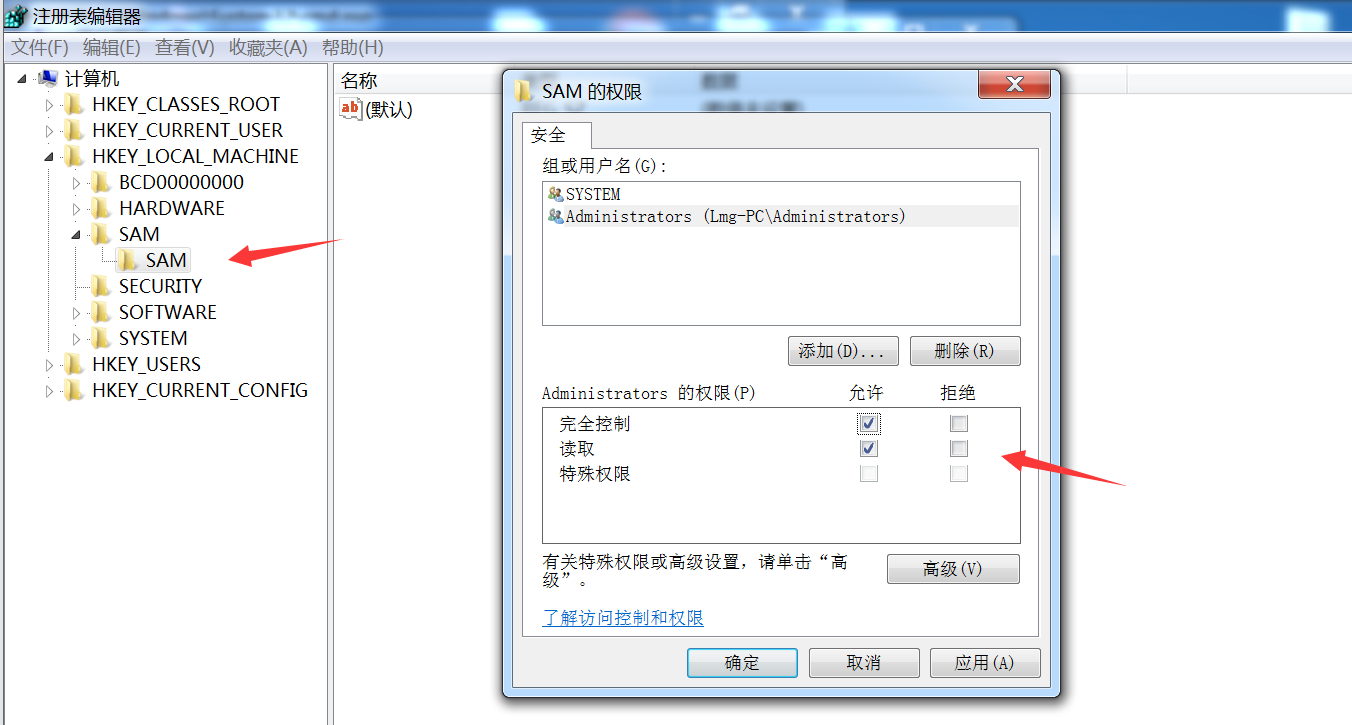 注册表编辑器
文件(F) 编辑(E) 查看(V) 收藏夹(A) 帮助(H)
计算机
HKEY_CLASSES_ROOT
HKEY_CURRENT_USER
HKEY_LOCAL_MACHINE
BCD00000000
HARDWARE
SAM
SAM
SECURITY
SOFTWARE
SYSTEM
HKEY_USERS
HKEY_CURRENT_CONFIG
名称
ab (默认)
SAM 的权限
安全
组或用户名(G):
SYSTEM
Administrators (Lmg-PC\Administrators)
添加(D)... 删除(R)
Administrators 的权限(P) 允许 拒绝
完全控制
读取
特殊权限
有关特殊权限或高级设置，请单击“高
级”。
高级(V)
了解访问控制和权限
确定 取消 应用(A)